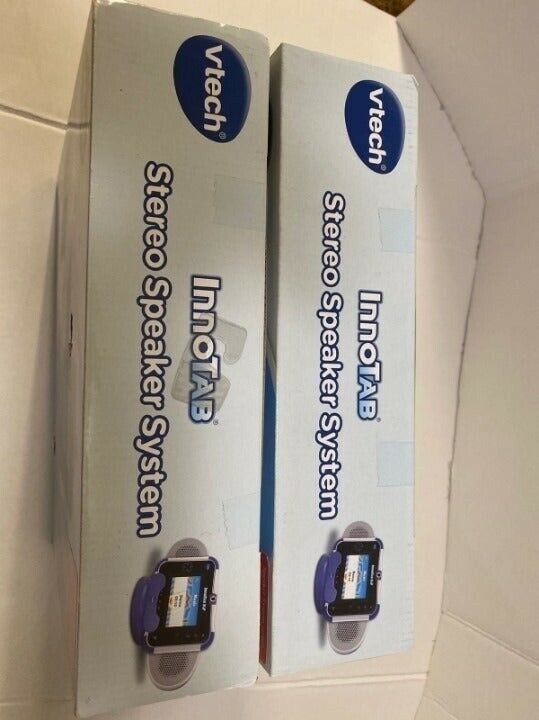 vtech®
InnoTAB®
Stereo Speaker System
vtech®
InnoTAB®
Stereo Speaker System